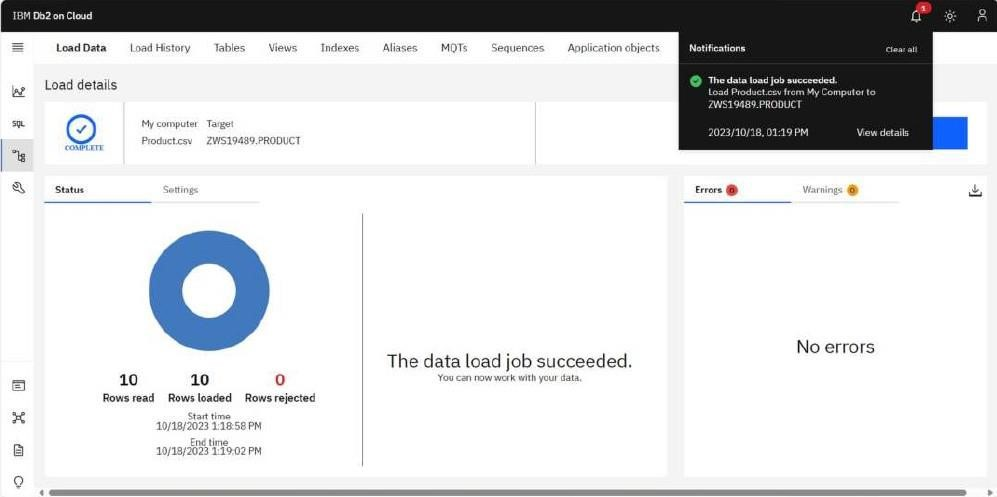 IBM Db2 on Cloud
1
Load Data Load History Tables Views Indexes Aliases MQTs Sequences Application objects
Notifications Clear all
The data load job succeeded.
Load Product.csv from My Computer to
ZWS19489.PRODUCT
2023/10/18, 01:19 PM View details
Load details
SQL
COMPLETE
My computer Target
Product.csv ZWS19489.PRODUCT
Status Settings
10 10 0
Rows read Rows loaded Rows rejected
Start time
10/18/2023 1:18:58 PM
End time
10/18/2023 1:19:02 PM
The data load job succeeded.
You can now work with your data.
Errors 0 Warnings 0
No errors